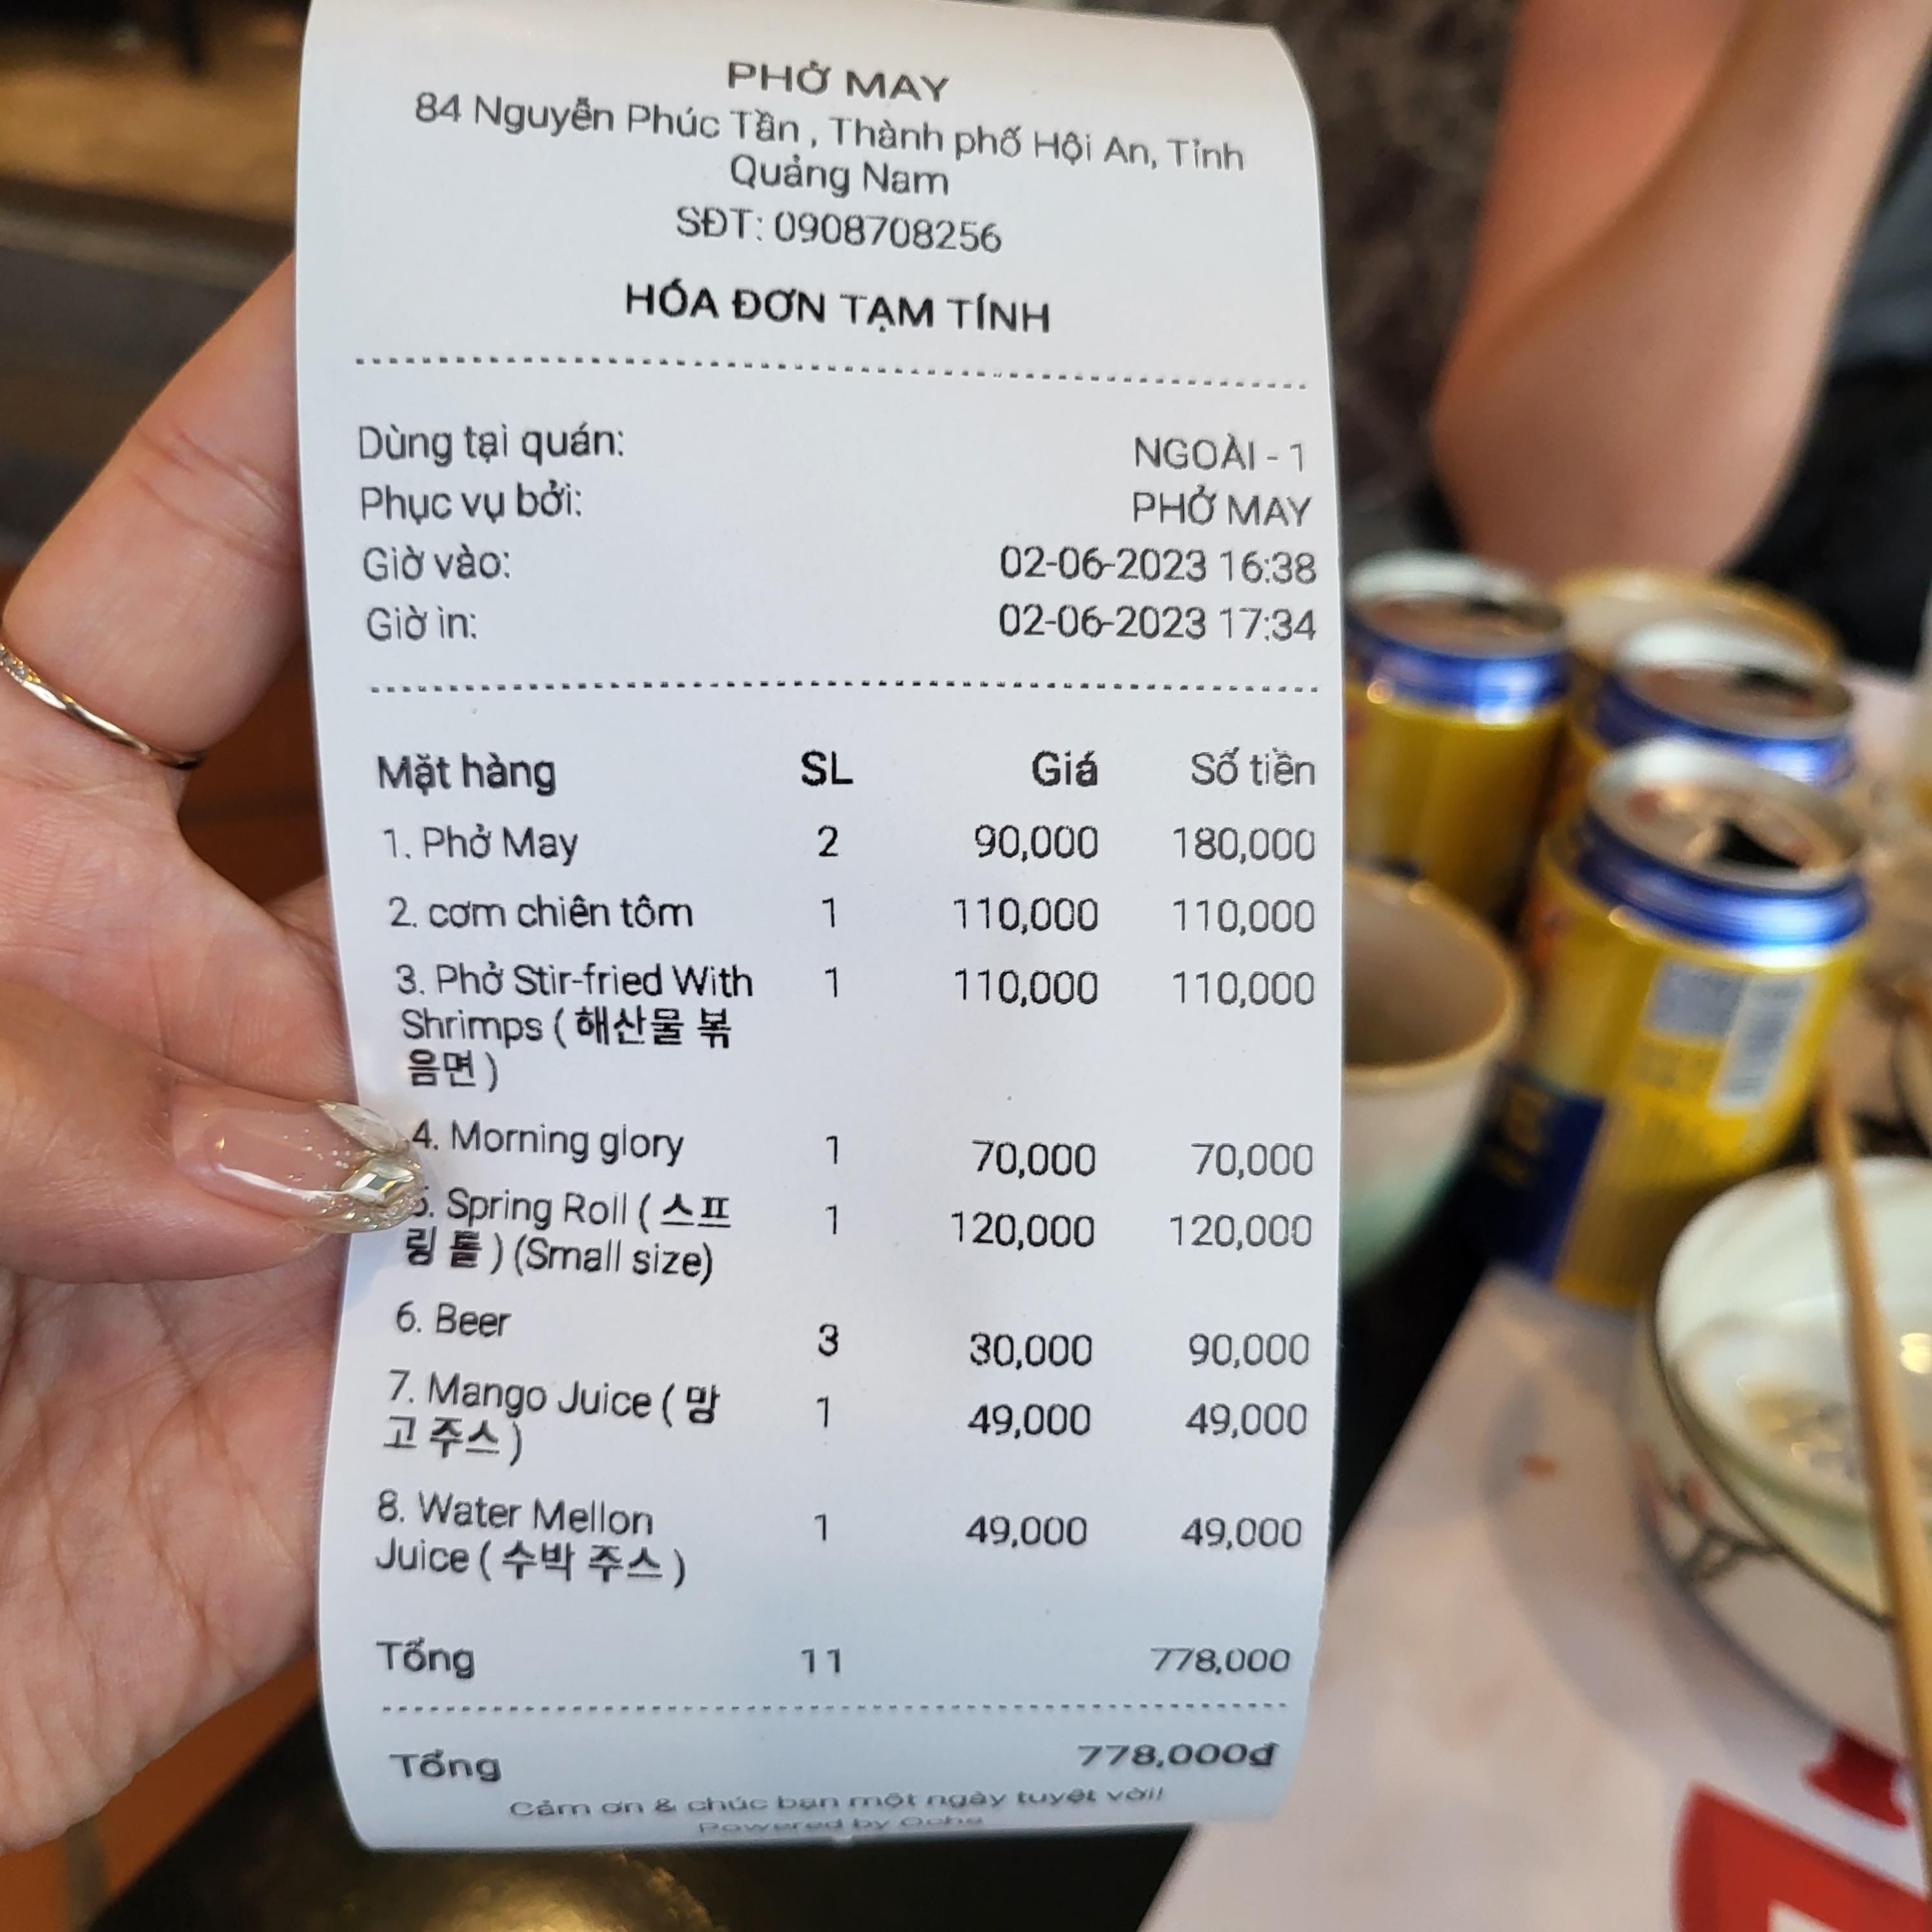 PHỞ MAY
84 Nguyễn Phúc Tần , Thành phố Hội An, Tỉnh
Quảng Nam
SĐT: 0908708256
HÓA ĐƠN TẠM TÍNH
Dùng tại quán: NGOÀI - 1
Phục vụ bởi: PHỞ MAY
Giờ vào: 02-06-2023 16:38
Giờ in: 02-06-2023 17:34
Mặt hàng SL Giá Số tiền
1. Phở May 2 90,000 180,000
2. cơm chiên tôm 1 110,000 110,000
3. Phở Stir-fried With 1 110,000 110,000
Shrimps ( 해산물 볶
음면 )
4. Morning glory 1 70,000 70,000
5. Spring Roll ( 스프 1 120,000 120,000
링 롤 ) (Small size)
6. Beer 3 30,000 90,000
7. Mango Juice ( 망 1 49,000 49,000
고 주스 )
8. Water Mellon 1 49,000 49,000
Juice ( 수박 주스 )
Tổng 11 778,000
Tổng 778,000đ
Cảm ơn & chúc bạn một ngày tuyệt vời!
Powered by Ocha